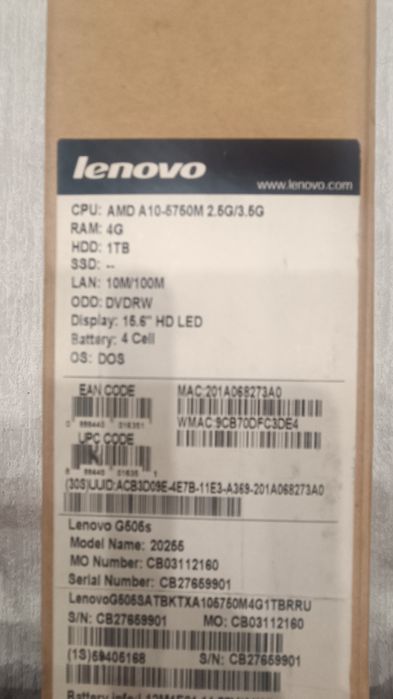 lenovo
www.lenovo.com
CPU: AMD A10-5750M 2.5G/3.5G
RAM: 4G
HDD: 1TB
SSD: --
LAN: 10M/100M
ODD: DVDRW
Display: 15.6" HD LED
Battery: 4 Cell
OS: DOS
EAN CODE
MAC:201A068273A0
WMAC:9CB70DFC3DE4
UPC CODE
(30S)UUID:ACB3D09E-4E7B-11E3-A369-201A068273A0
Lenovo G505s
Model Name: 20255
MO Number: CB03112160
Serial Number: CB27659901
LenovoG505SATBKTXA105750M4G1TBRRU
S/N: CB27659901 MO: CB03112160
(1S)59405168 S/N: CB27659901